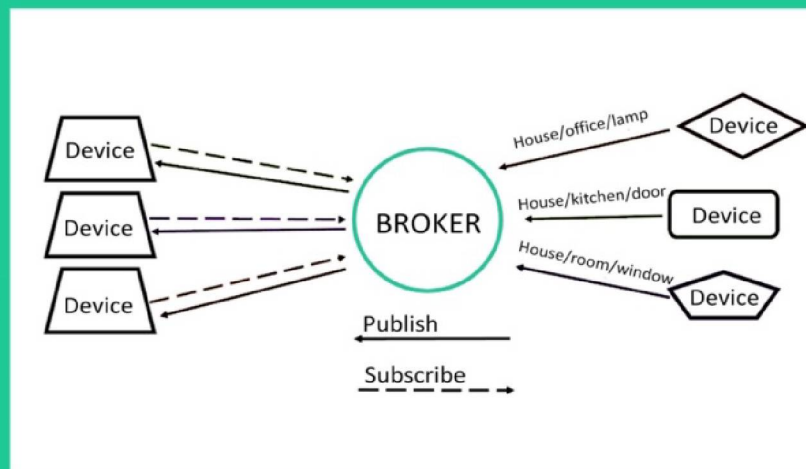 Device
Device
Device
BROKER
House/office/lamp
House/kitchen/door
House/room/window
Device
Device
Device
Publish
Subscribe